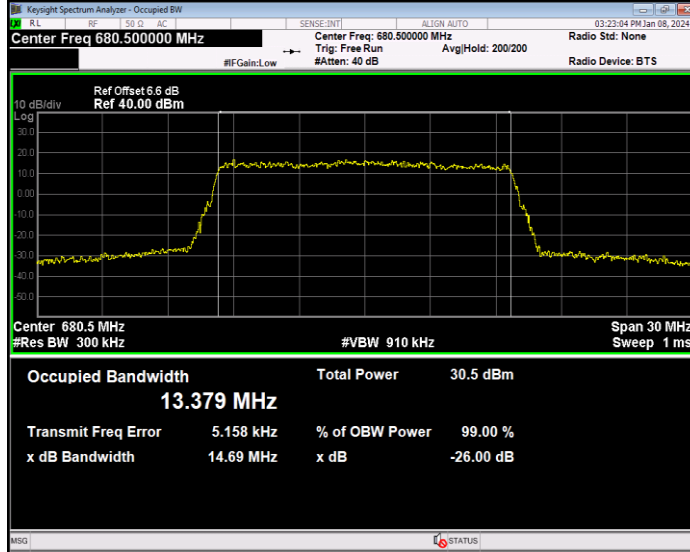 Keysight Spectrum Analyzer - Occupied BW
RL RF 50 Ω AC SENSE:INT ALIGN AUTO 03:23:04 PM Jan 08, 2024
Center Freq 680.500000 MHz Center Freq: 680.500000 MHz Radio Std: None
Trig: Free Run Avg|Hold: 200/200
#IFGain:Low #Atten: 40 dB Radio Device: BTS
Ref Offset 6.6 dB
10 dB/div Ref 40.00 dBm
Log
30.0
20.0
10.0
0.00
-10.0
-20.0
-30.0
-40.0
-50.0
Center 680.5 MHz Span 30 MHz
#Res BW 300 kHz #VBW 910 kHz Sweep 1 ms
Occupied Bandwidth Total Power 30.5 dBm
13.379 MHz
Transmit Freq Error 5.158 kHz % of OBW Power 99.00 %
x dB Bandwidth 14.69 MHz x dB -26.00 dB
MSG STATUS